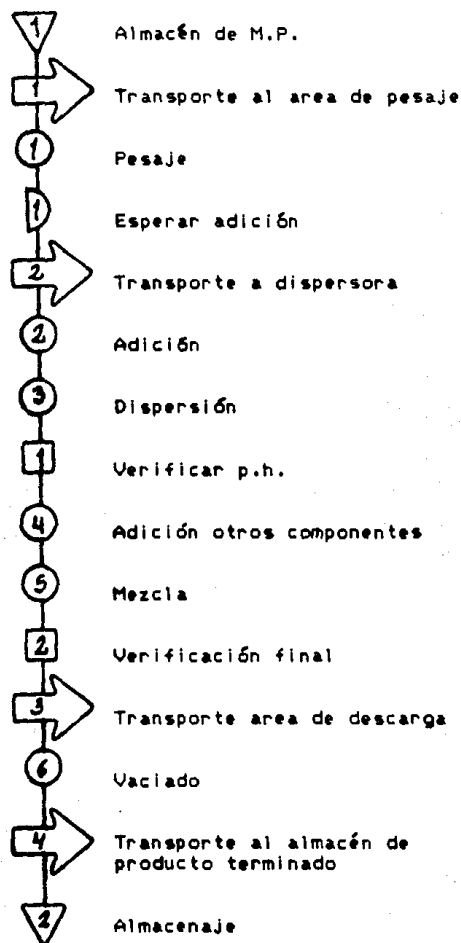 1 Almacén de M.P.
1 Transporte al area de pesaje
1 Pesaje
1 Esperar adición
2 Transporte a dispersora
2 Adición
3 Dispersión
1 Verificar p.h.
4 Adición otros componentes
5 Mezcla
2 Verificación final
3 Transporte area de descarga
6 Vaciado
4 Transporte al almacén de
producto terminado
2 Almacenaje